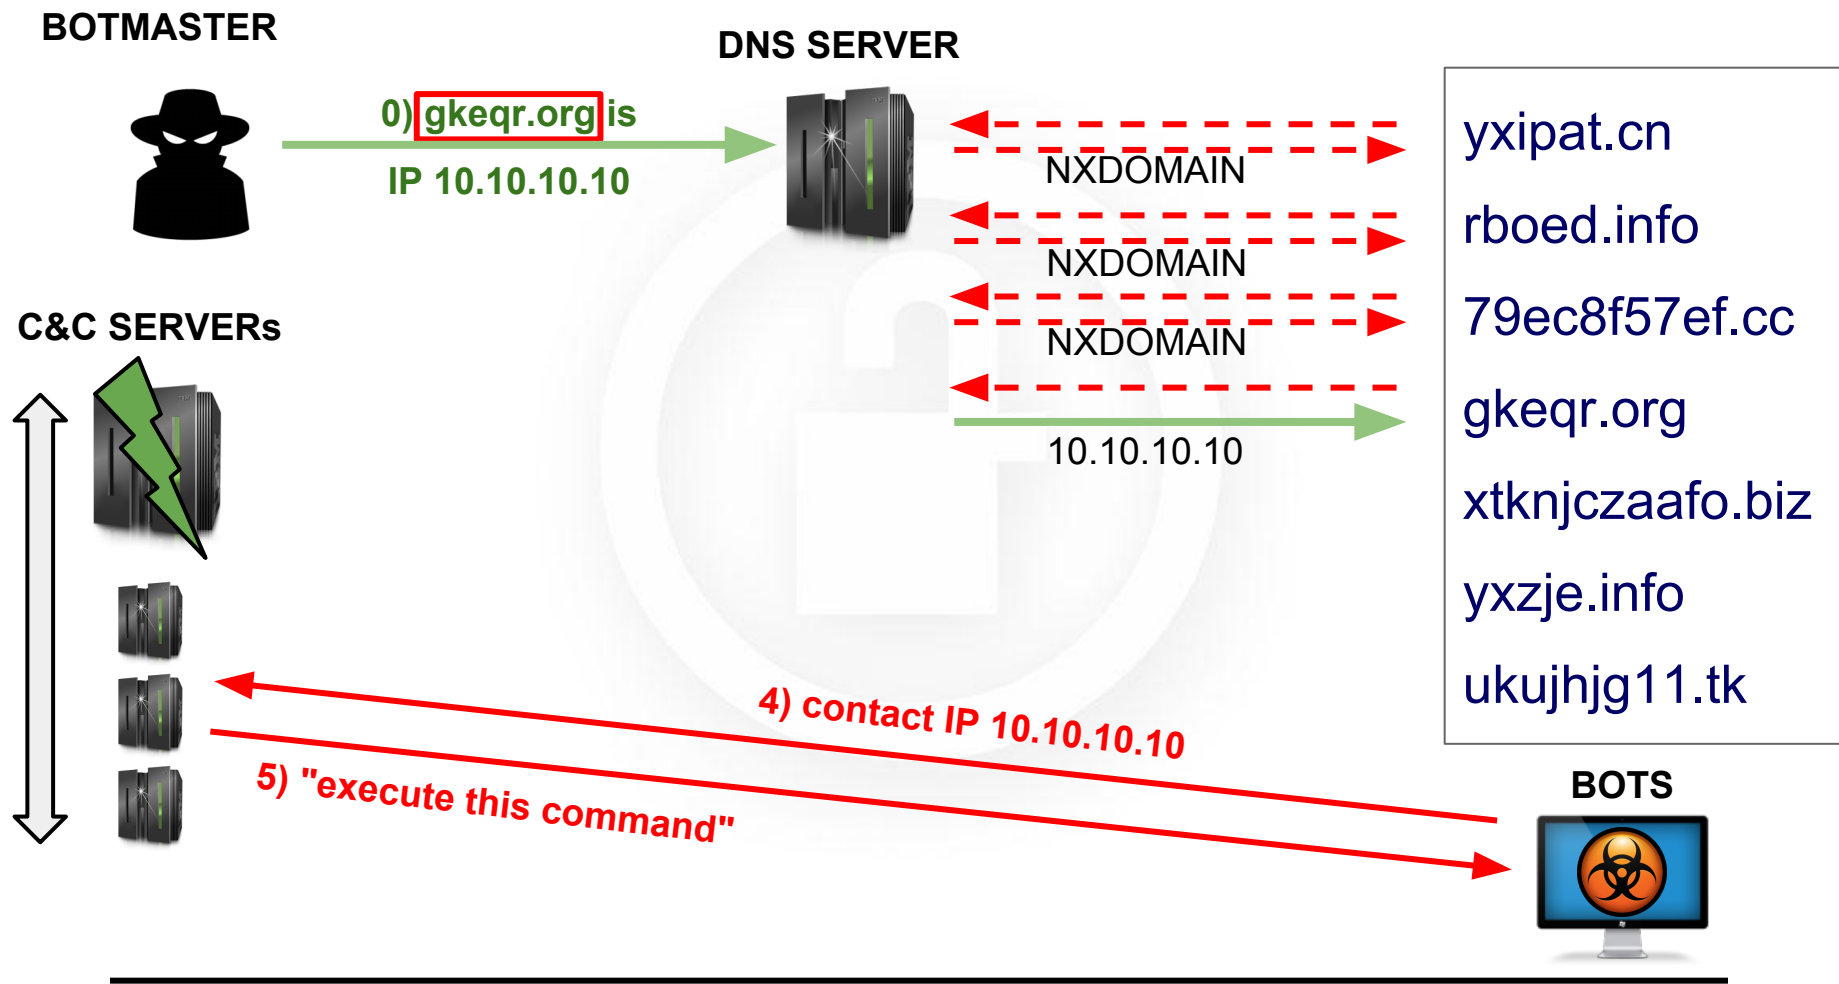 BOTMASTER
DNS SERVER
0) gkeqr.org is
IP 10.10.10.10
NXDOMAIN
NXDOMAIN
NXDOMAIN
10.10.10.10
yxipat.cn
rboed.info
79ec8f57ef.cc
gkeqr.org
xtknjczaafo.biz
yxzje.info
ukujhjg11.tk
C&C SERVERs
4) contact IP 10.10.10.10
5) "execute this command"
BOTS